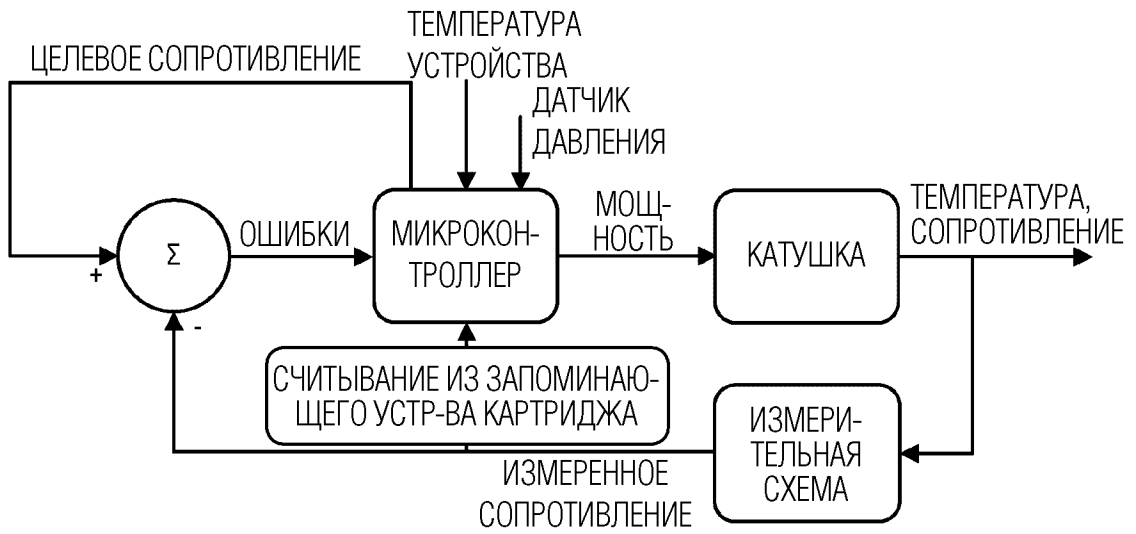 ЦЕЛЕВОЕ СОПРОТИВЛЕНИЕ
ТЕМПЕРАТУРА
УСТРОЙСТВА
ДАТЧИК
ДАВЛЕНИЯ
Σ
+
-
ОШИБКИ
МИКРОКОН-
ТРОЛЛЕР
МОЩ-
НОСТЬ
КАТУШКА
ТЕМПЕРАТУРА,
СОПРОТИВЛЕНИЕ
СЧИТЫВАНИЕ ИЗ ЗАПОМИНАЮ-
ЩЕГО УСТР-ВА КАРТРИДЖА
ИЗМЕРЕННОЕ
СОПРОТИВЛЕНИЕ
ИЗМЕРИ-
ТЕЛЬНАЯ
СХЕМА